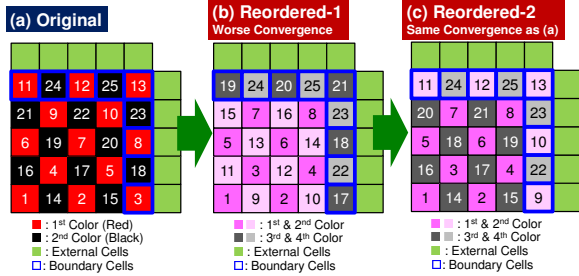 (a) Original
(b) Reordered-1
Worse Convergence
(c) Reordered-2
Same Convergence as (a)
11 24 12 25 13
21 9 22 10 23
6 19 7 20 8
16 4 17 5 18
1 14 2 15 3
19 24 20 25 21
15 7 16 8 23
5 13 6 14 18
11 3 12 4 22
1 9 2 10 17
11 24 12 25 13
20 7 21 8 23
5 18 6 19 10
16 3 17 4 22
1 14 2 15 9
: 1st Color (Red)
: 2nd Color (Black)
: External Cells
: Boundary Cells
: 1st & 2nd Color
: 3rd & 4th Color
: External Cells
: Boundary Cells
: 1st & 2nd Color
: 3rd & 4th Color
: External Cells
: Boundary Cells